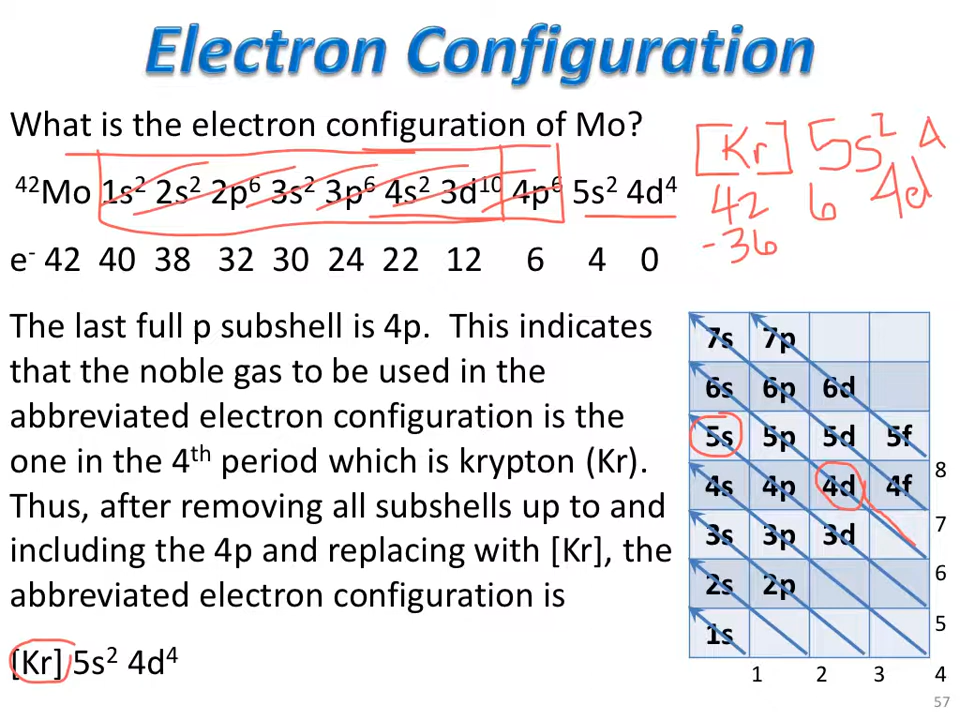 Electron Configuration
What is the electron configuration of Mo?
[Kr] 5s² 4
⁴²Mo 1s² 2s² 2p⁶ 3s² 3p⁶ 4s² 3d¹⁰ 4p⁶ 5s² 4d⁴
42 6 4d
-36
e⁻ 42 40 38 32 30 24 22 12 6 4 0
The last full p subshell is 4p. This indicates
that the noble gas to be used in the
abbreviated electron configuration is the
one in the 4ᵗʰ period which is krypton (Kr).
Thus, after removing all subshells up to and
including the 4p and replacing with [Kr], the
abbreviated electron configuration is
[Kr] 5s² 4d⁴
7s 7p
6s 6p 6d
5s 5p 5d 5f
8
4s 4p 4d 4f
7
3s 3p 3d
6
2s 2p
5
1s
1 2 3 4
57